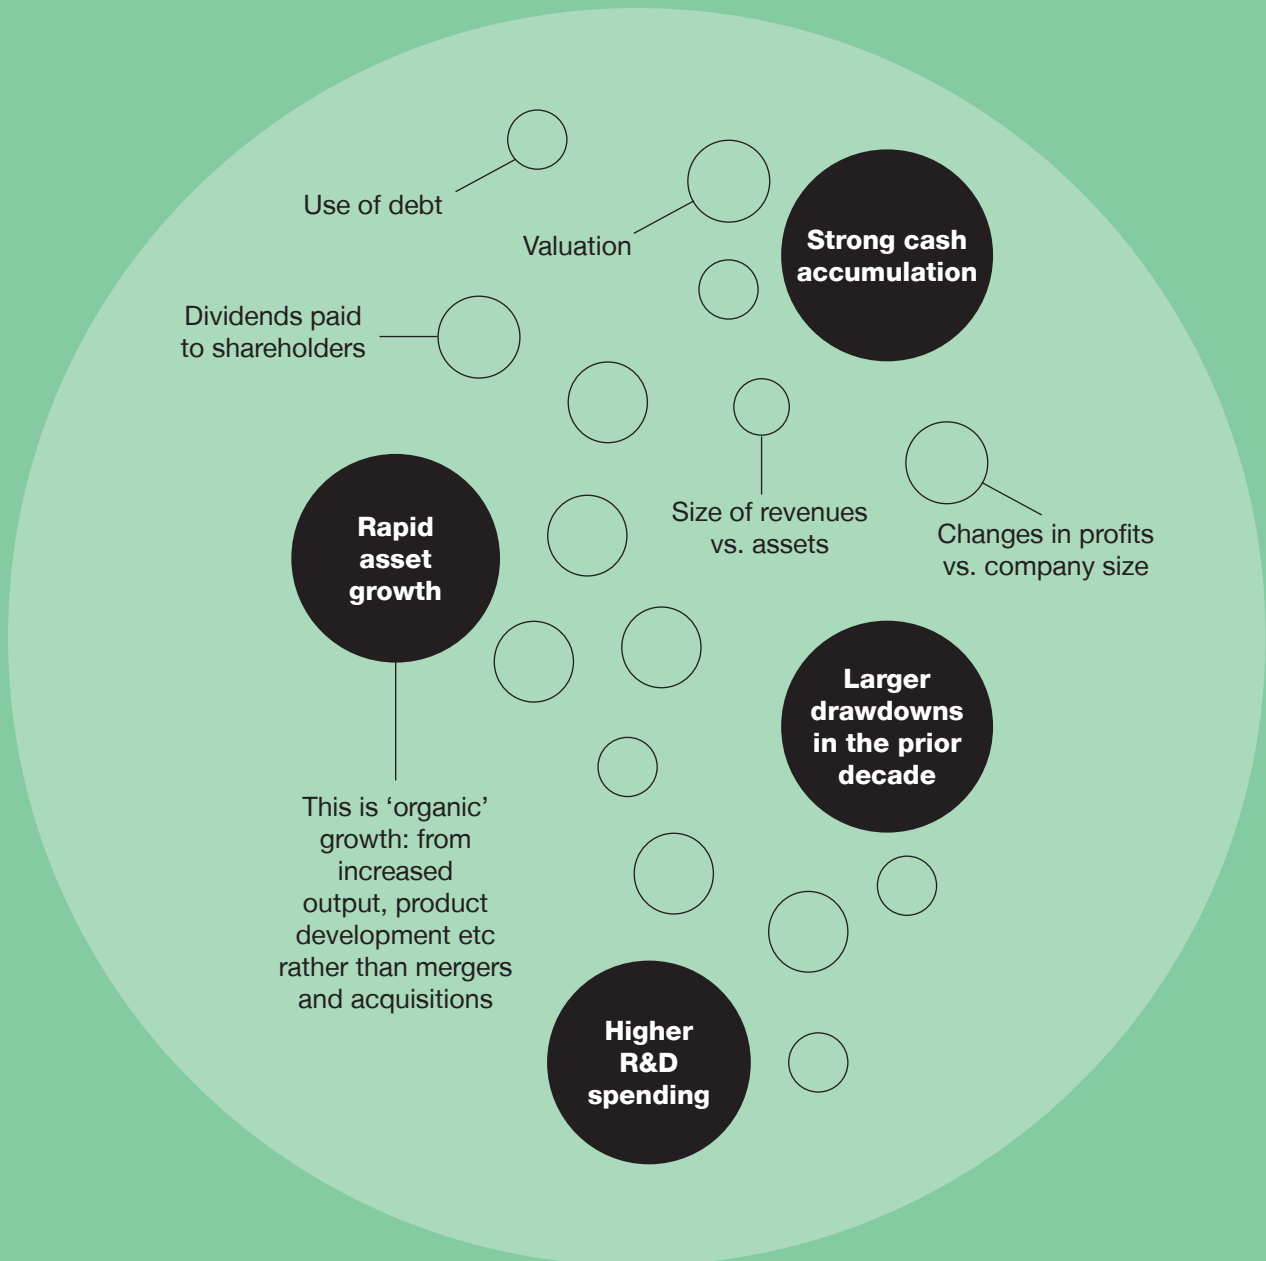 Use of debt
Valuation
Strong cash
accumulation
Dividends paid
to shareholders
Size of revenues
vs. assets
Changes in profits
vs. company size
Rapid
asset
growth
Larger
drawdowns
in the prior
decade
This is ‘organic’
growth: from
increased
output, product
development etc
rather than mergers
and acquisitions
Higher
R&D
spending